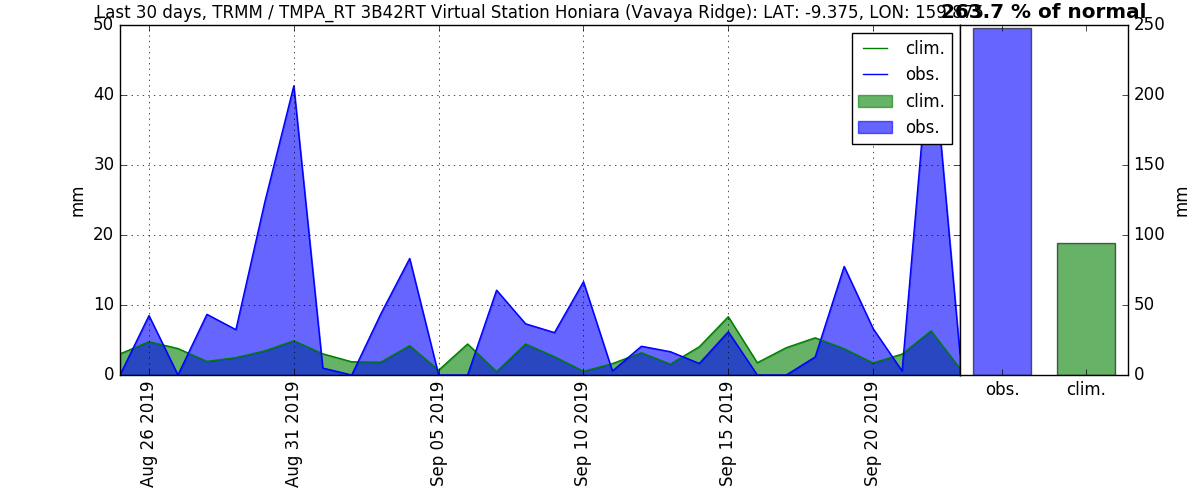 Last 30 days, TRMM / TMPA_RT 3B42RT Virtual Station Honiara (Vavaya Ridge): LAT: -9.375, LON: 159.875
263.7 % of normal
50
40
30
20
10
0
mm
clim.
obs.
clim.
obs.
250
200
150
100
50
0
mm
Aug 26 2019
Aug 31 2019
Sep 05 2019
Sep 10 2019
Sep 15 2019
Sep 20 2019
obs.
clim.